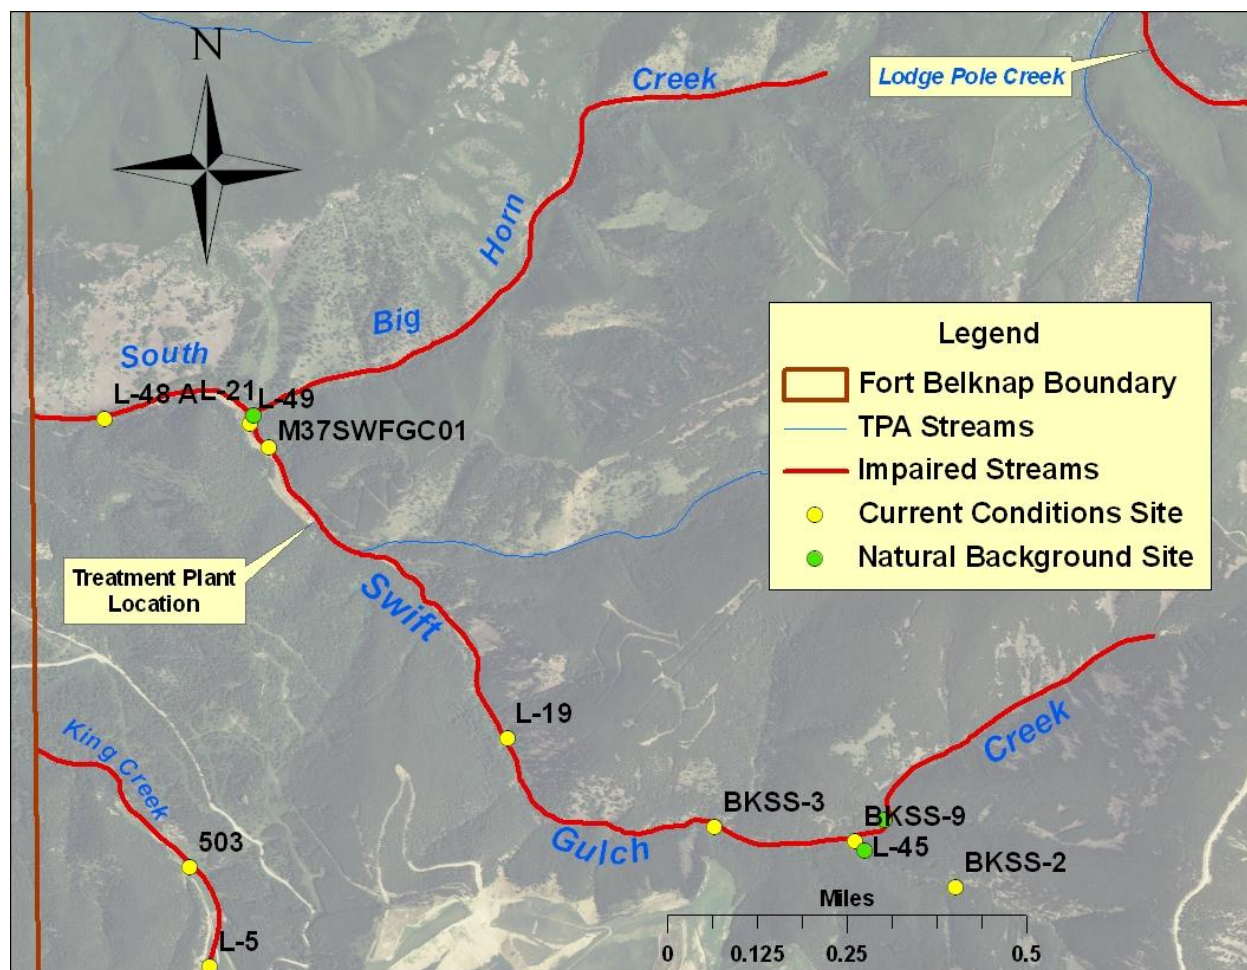 N
Creek
Lodge Pole Creek
Horn
Big
South
Legend
Fort Belknap Boundary
TPA Streams
Impaired Streams
Current Conditions Site
Natural Background Site
L-48 A
L-21
L-49
M37SWFGC01
Treatment Plant
Location
Swift
L-19
Creek
King Creek
BKSS-3
BKSS-9
503
Gulch
L-45
BKSS-2
Miles
L-5
0 0.125 0.25 0.5